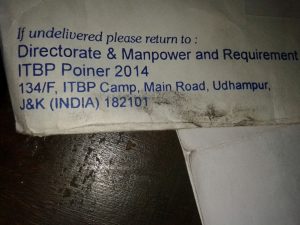 If undelivered please return to :
Directorate & Manpower and Requirement
ITBP Poiner 2014
134/F, ITBP Camp, Main Road, Udhampur,
J&K (INDIA) 182101